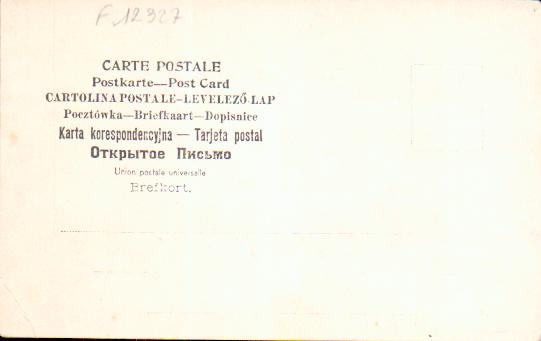 F 12327
CARTE POSTALE
Postkarte—Post Card
CARTOLINA POSTALE–LEVELEZŐ-LAP
Pocztówka—Briefkaart—Dopisnice
Karta korespondencyjna — Tarjeta postal
Открытое Письмо
Union postale universelle
Brefkort.